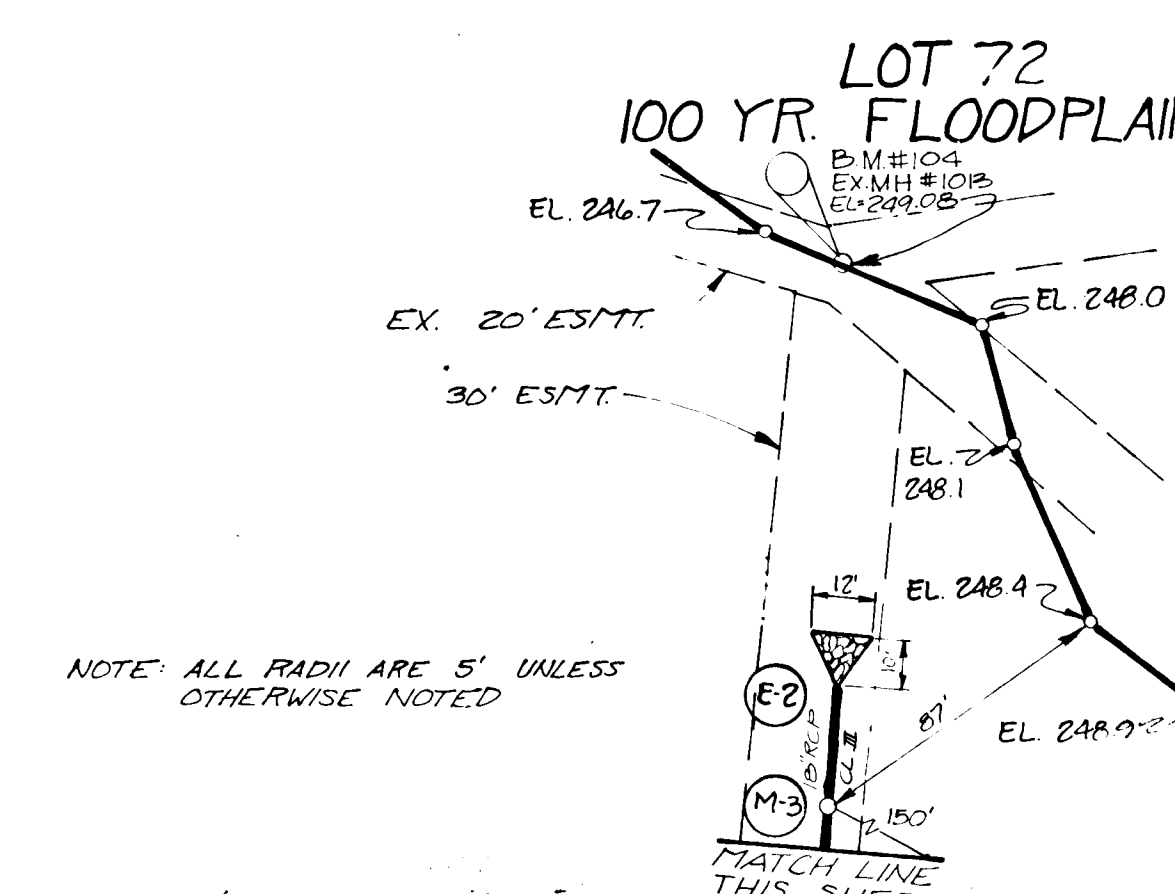 LOT 72
100 YR. FLOODPLAI
B.M.#104
EX.MH #1013
EL=249.08
EL. 246.7
EL. 248.0
EX. 20' ESMT.
30' ESMT.
EL.
248.1
12'
EL. 248.4
10'
NOTE: ALL RADII ARE 5' UNLESS
OTHERWISE NOTED
E-2
18" RCP
CL III
87'
EL. 248.9
M-3
150'
MATCH LINE
THIS